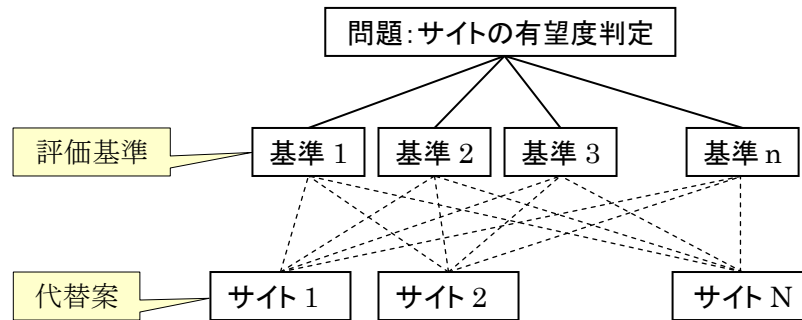 問題：サイトの有望度判定
評価基準
基準 1
基準 2
基準 3
基準 n
代替案
サイト 1
サイト 2
サイト N